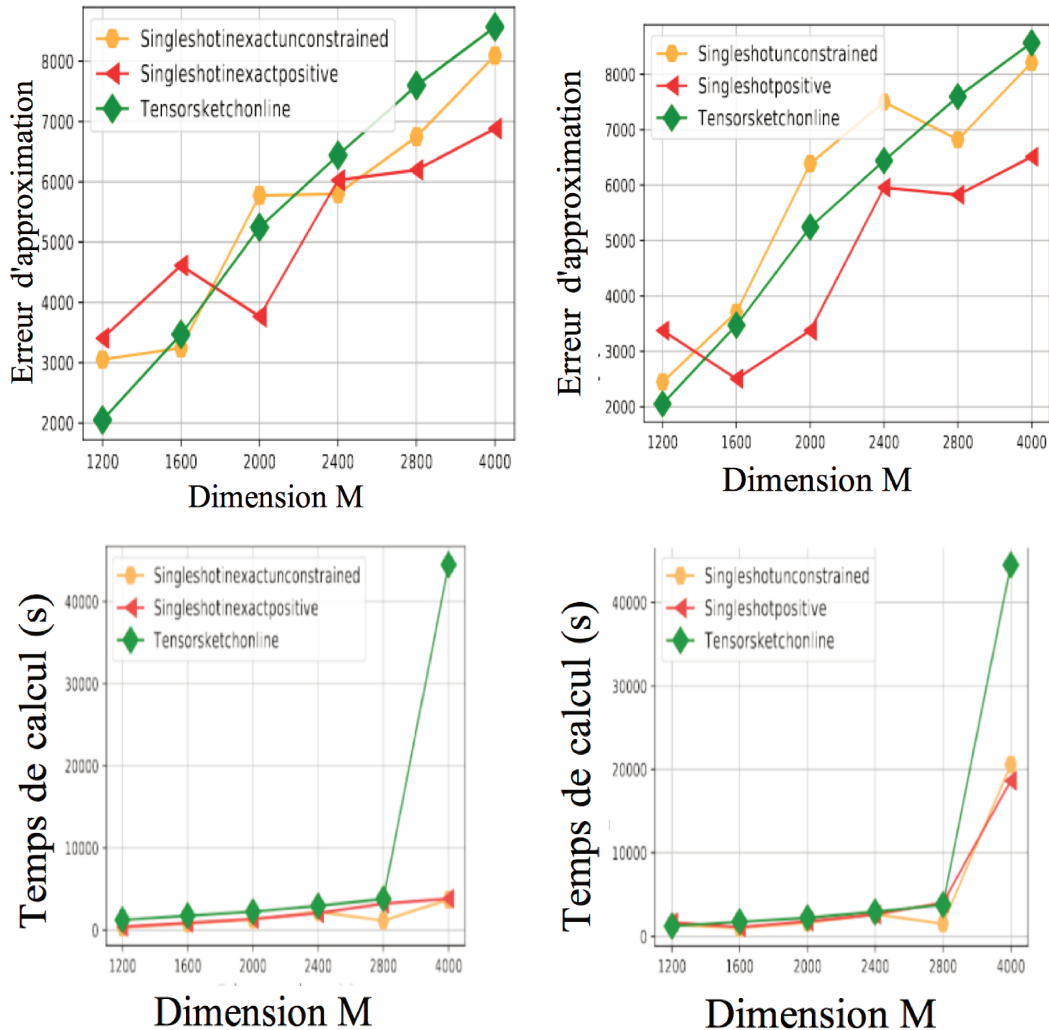 Singleshotinexactunconstrained
Singleshotinexactpositive
Tensorsketchonline
8000
7000
6000
5000
4000
3000
2000
Erreur d'approximation
1200 1600 2000 2400 2800 4000
Dimension M
Singleshotunconstrained
Singleshotpositive
Tensorsketchonline
8000
7000
6000
5000
4000
3000
2000
Erreur d'approximation
1200 1600 2000 2400 2800 4000
Dimension M
Singleshotinexactunconstrained
Singleshotinexactpositive
Tensorsketchonline
40000
30000
20000
10000
0
Temps de calcul (s)
1200 1600 2000 2400 2800 4000
Dimension M
Singleshotunconstrained
Singleshotpositive
Tensorsketchonline
40000
30000
20000
10000
0
Temps de calcul (s)
1200 1600 2000 2400 2800 4000
Dimension M